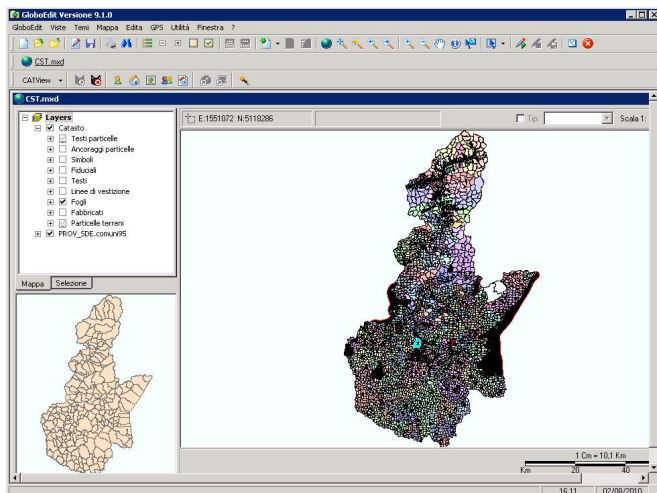 GloboEdit Versione 9.1.0
GloboEdit Viste Temi Mappa Edita GPS Utilità Finestra ?
CST.mxd
CATView
CST.mxd
Layers
Catasto
Testi particelle
Ancoraggi particelle
Simboli
Fiduciali
Testi
Linee di vestizione
Fogli
Fabbricati
Particelle terreni
PROV_SDE.comuni95
Mappa Selezione
E:1551072 N:5118286
Tip:
Scala 1:
1 Cm = 10,1 Km
Km 20 40
16.11 02/08/2010